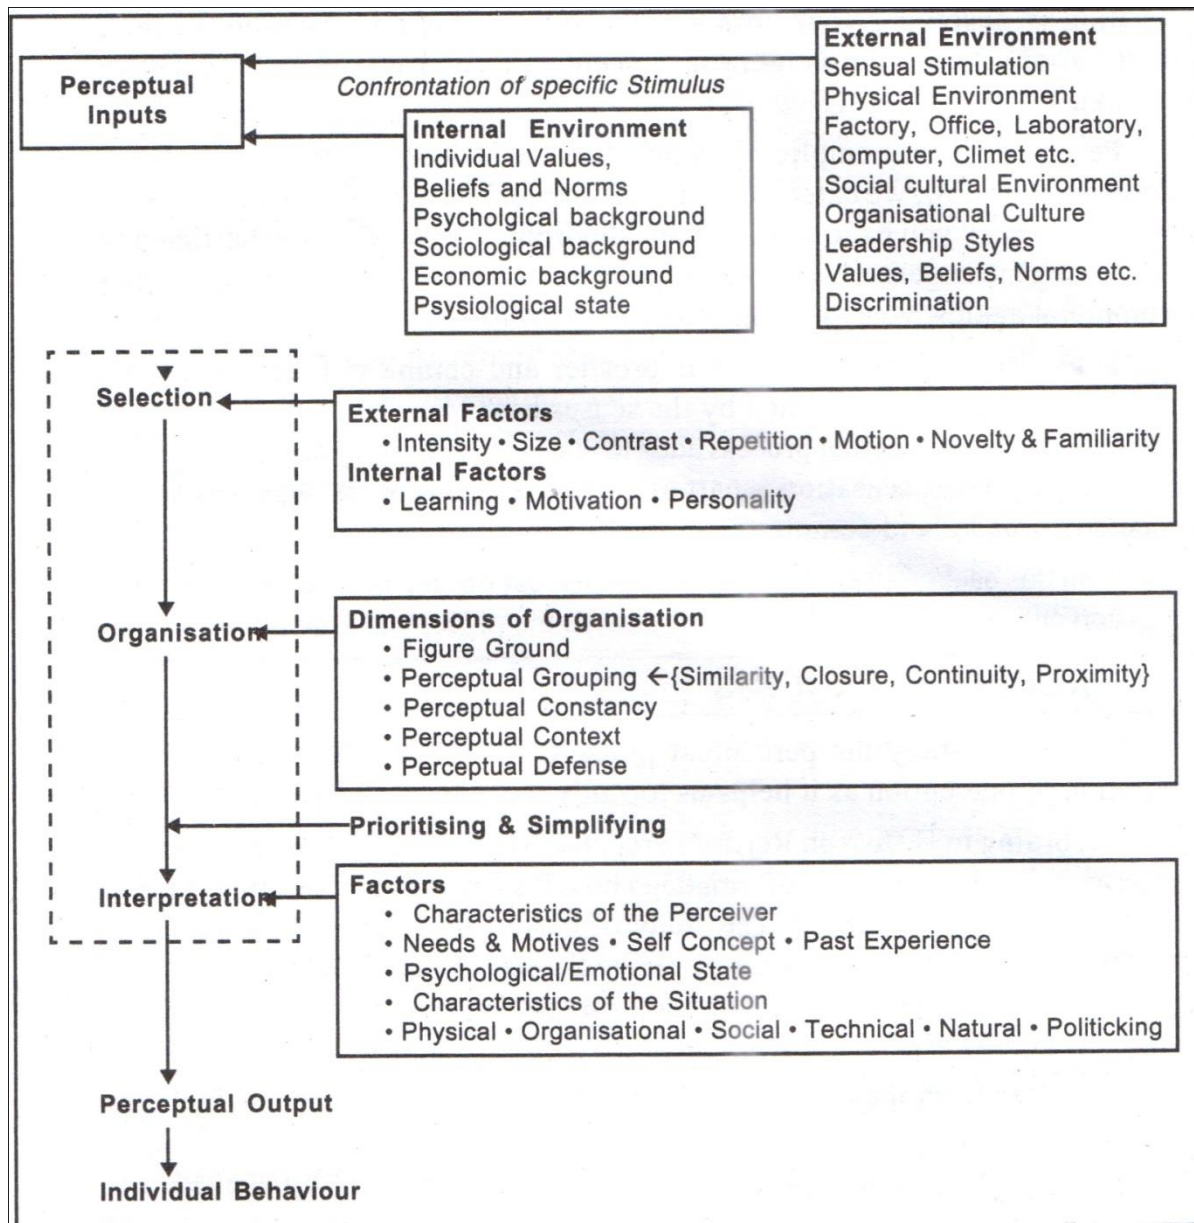 Perceptual
Inputs
Confrontation of specific Stimulus
External Environment
Sensual Stimulation
Physical Environment
Factory, Office, Laboratory,
Computer, Climet etc.
Social cultural Environment
Organisational Culture
Leadership Styles
Values, Beliefs, Norms etc.
Discrimination
Internal Environment
Individual Values,
Beliefs and Norms
Psycholgical background
Sociological background
Economic background
Psysiological state
Selection
External Factors
• Intensity • Size • Contrast • Repetition • Motion • Novelty & Familiarity
Internal Factors
• Learning • Motivation • Personality
Organisation
Dimensions of Organisation
• Figure Ground
• Perceptual Grouping ←{Similarity, Closure, Continuity, Proximity}
• Perceptual Constancy
• Perceptual Context
• Perceptual Defense
Prioritising & Simplifying
Interpretation
Factors
• Characteristics of the Perceiver
• Needs & Motives • Self Concept • Past Experience
• Psychological/Emotional State
• Characteristics of the Situation
• Physical • Organisational • Social • Technical • Natural • Politicking
Perceptual Output
Individual Behaviour